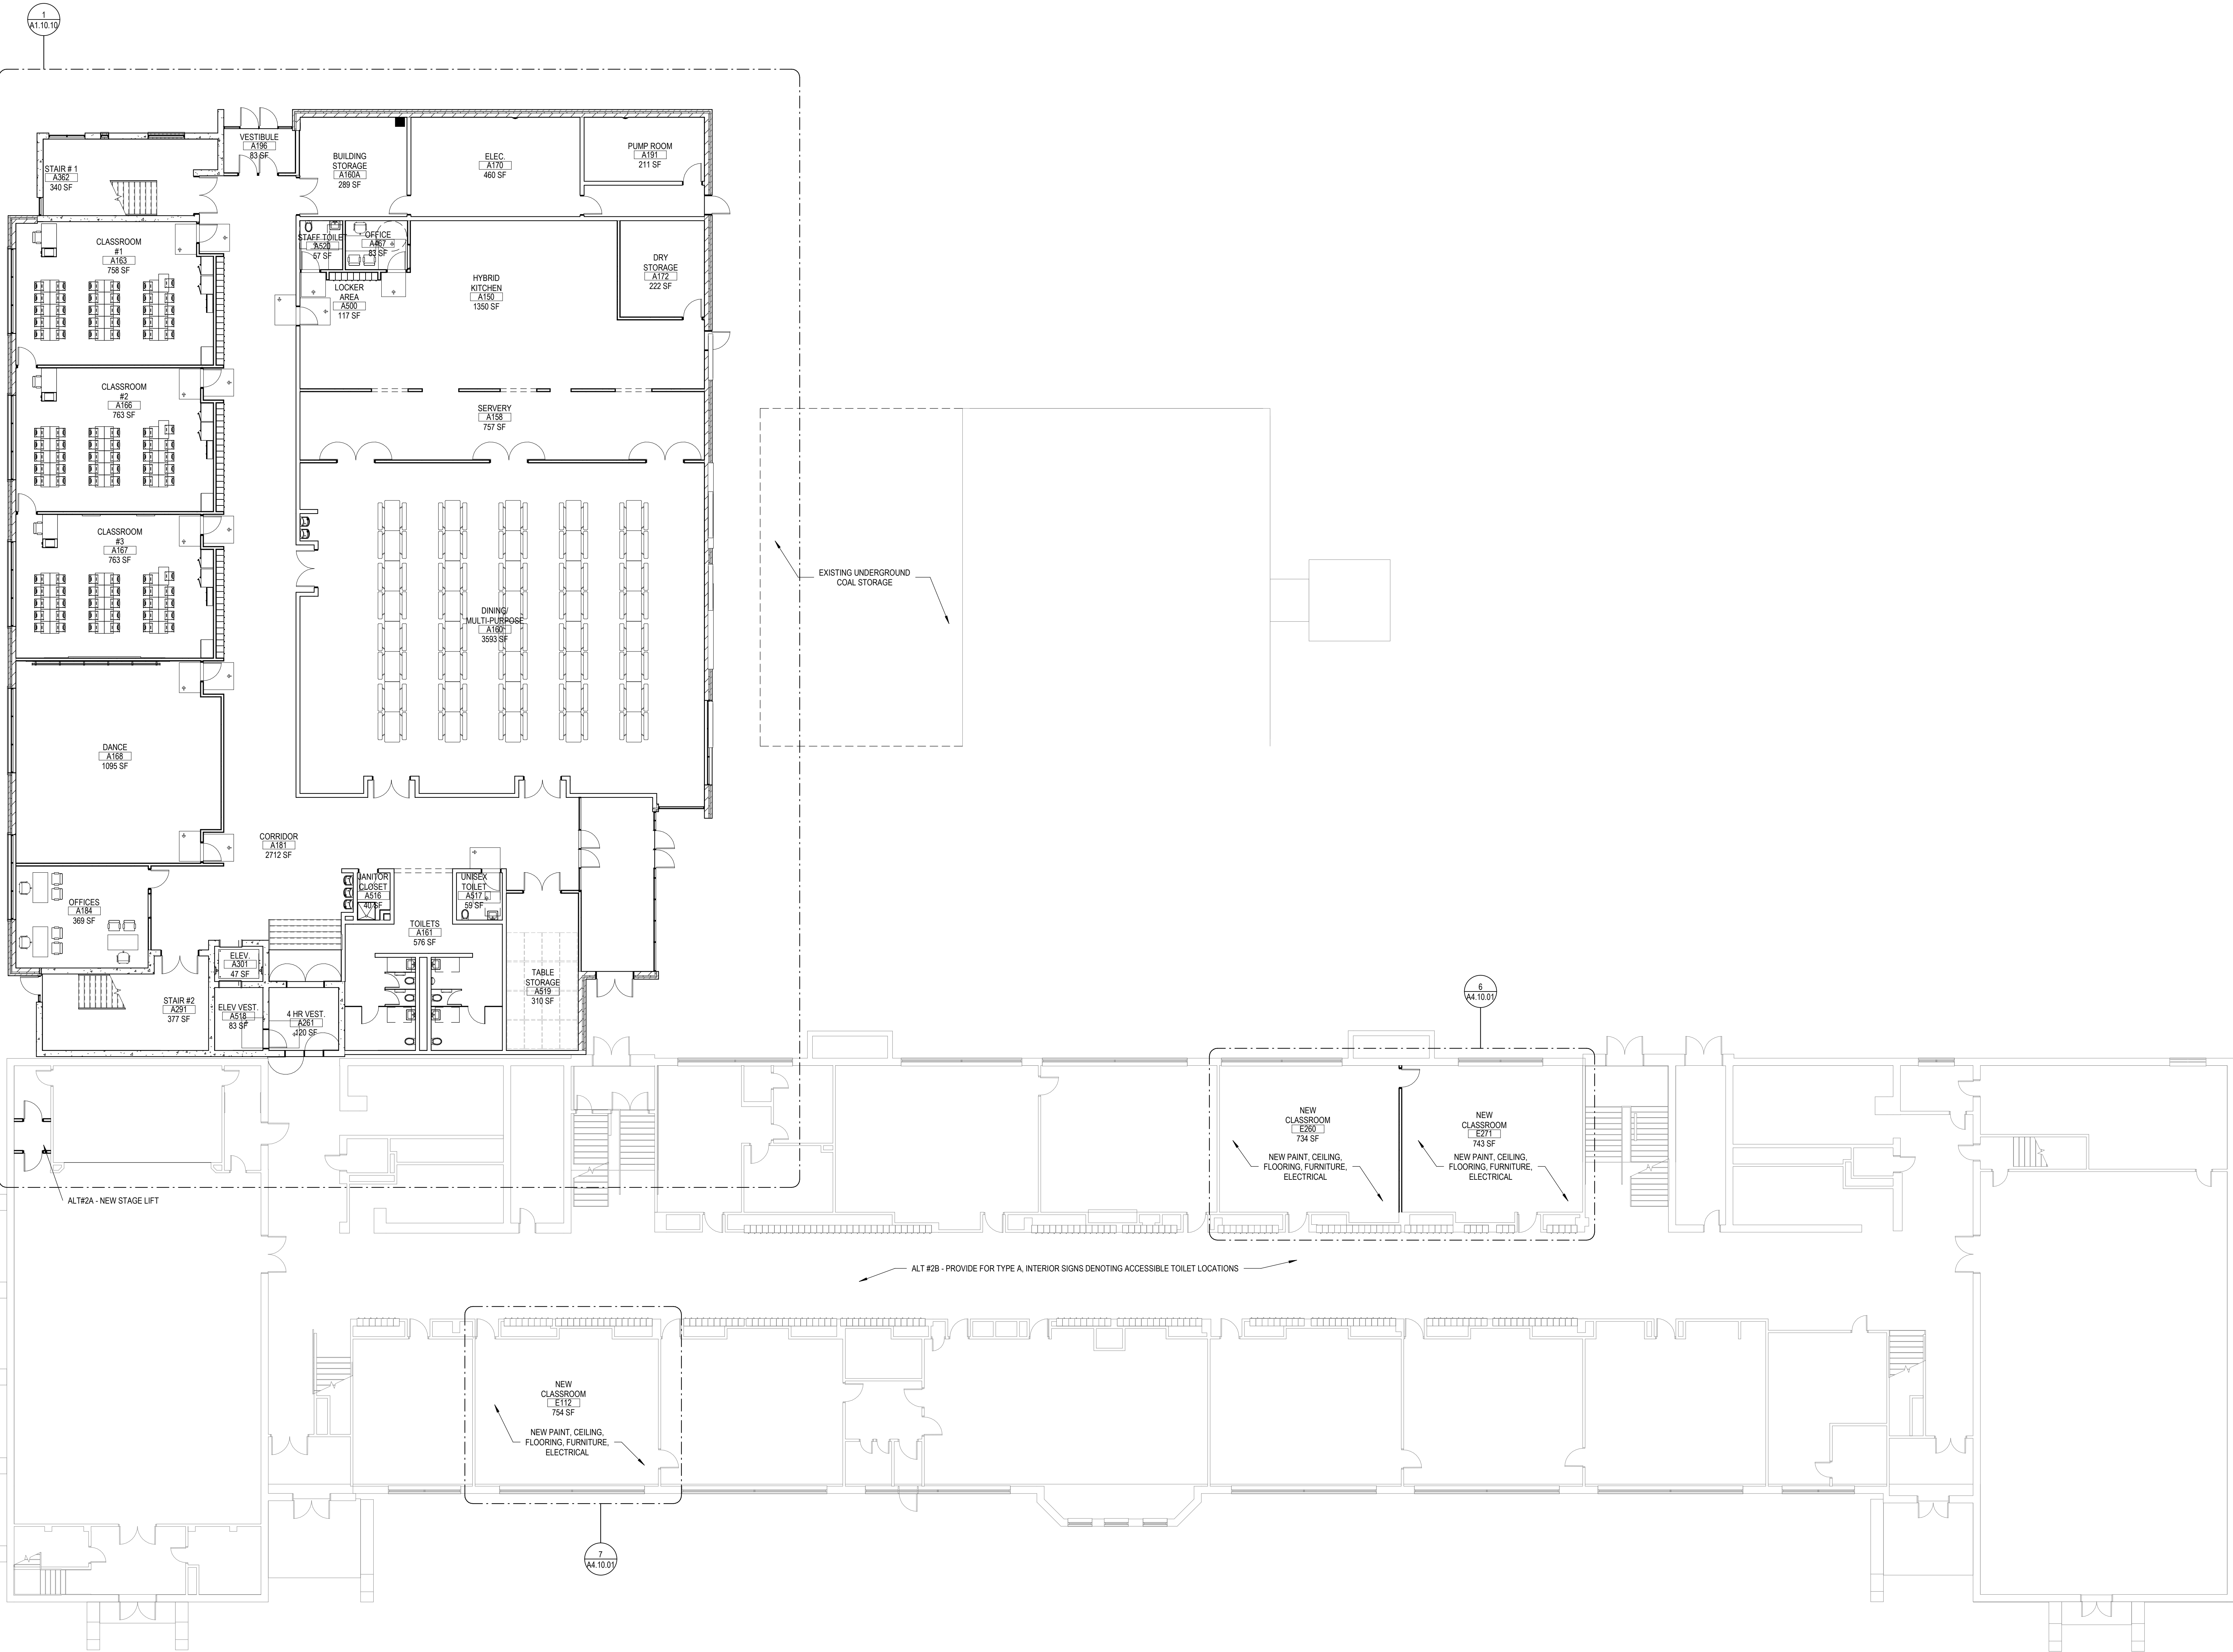 1
A1.10.10
VESTIBULE
A196
83 SF
STAIR # 1
A362
340 SF
BUILDING
STORAGE
A160A
289 SF
ELEC.
A170
460 SF
PUMP ROOM
A191
211 SF
CLASSROOM
#1
A163
758 SF
STAFF TOILET
A520
57 SF
OFFICE
A467
83 SF
LOCKER
AREA
A500
117 SF
HYBRID
KITCHEN
A150
1350 SF
DRY
STORAGE
A172
222 SF
CLASSROOM
#2
A166
763 SF
SERVERY
A158
757 SF
CLASSROOM
#3
A167
763 SF
DINING/
MULTI-PURPOSE
A160
3593 SF
EXISTING UNDERGROUND
COAL STORAGE
DANCE
A168
1095 SF
CORRIDOR
A181
2712 SF
OFFICES
A184
369 SF
JANITOR
CLOSET
A516
40 SF
UNISEX
TOILET
A517
59 SF
TOILETS
A161
576 SF
ELEV.
A301
47 SF
TABLE
STORAGE
A519
310 SF
STAIR #2
A291
377 SF
ELEV VEST.
A518
83 SF
4 HR VEST.
A261
120 SF
6
A4.10.01
NEW
CLASSROOM
E260
734 SF
NEW PAINT, CEILING,
FLOORING, FURNITURE,
ELECTRICAL
NEW
CLASSROOM
E271
743 SF
NEW PAINT, CEILING,
FLOORING, FURNITURE,
ELECTRICAL
ALT#2A - NEW STAGE LIFT
ALT #2B - PROVIDE FOR TYPE A, INTERIOR SIGNS DENOTING ACCESSIBLE TOILET LOCATIONS
NEW
CLASSROOM
E112
754 SF
NEW PAINT, CEILING,
FLOORING, FURNITURE,
ELECTRICAL
7
A4.10.01